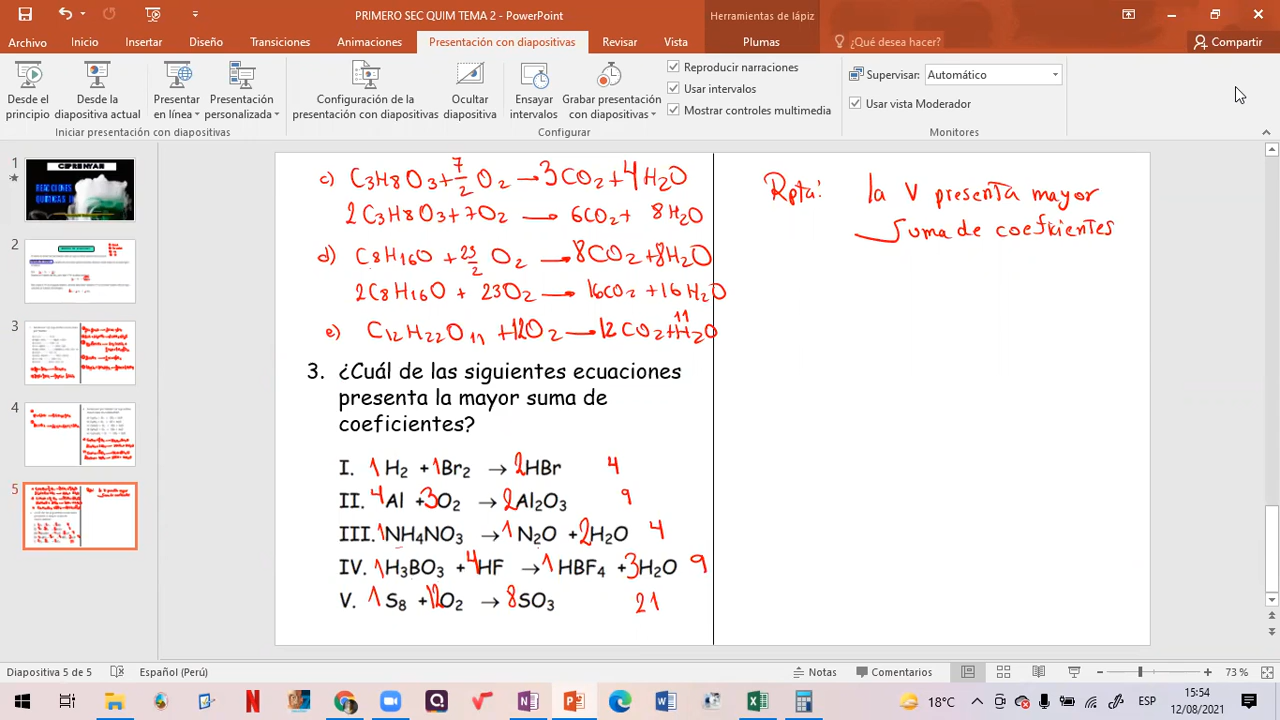 PRIMERO SEC QUIM TEMA 2 - PowerPoint
Herramientas de lápiz
Archivo Inicio Insertar Diseño Transiciones Animaciones Presentación con diapositivas Revisar Vista Plumas ¿Qué desea hacer? Compartir
Desde el principio
Desde la diapositiva actual
Presentar en línea
Presentación personalizada
Configuración de la presentación con diapositivas
Ocultar diapositiva
Ensayar intervalos
Grabar presentación con diapositivas
Reproducir narraciones
Usar intervalos
Mostrar controles multimedia
Supervisar: Automático
Usar vista Moderador
Iniciar presentación con diapositivas
Configurar
Monitores
1
2
3
4
5
c) C3H8O3 + 7/2 O2 → 3CO2 + 4H2O
2C3H8O3 + 7O2 → 6CO2 + 8H2O
d) C8H16O + 23/2 O2 → 8CO2 + 8H2O
2C8H16O + 23O2 → 16CO2 + 16H2O
e) C12H22O11 + 12O2 → 12CO2 + 11H2O
3. ¿Cuál de las siguientes ecuaciones
presenta la mayor suma de
coeficientes?
I. 1H2 + 1Br2 → 2HBr 4
II. 4Al + 3O2 → 2Al2O3 9
III. 1NH4NO3 → 1N2O + 2H2O 4
IV. 1H3BO3 + 4HF → 1HBF4 + 3H2O 9
V. 1S8 + 12O2 → 8SO3 21
Rpta: la V presenta mayor
suma de coeficientes
Diapositiva 5 de 5 Español (Perú) Notas Comentarios 73 %
18°C ESP 15:54
12/08/2021